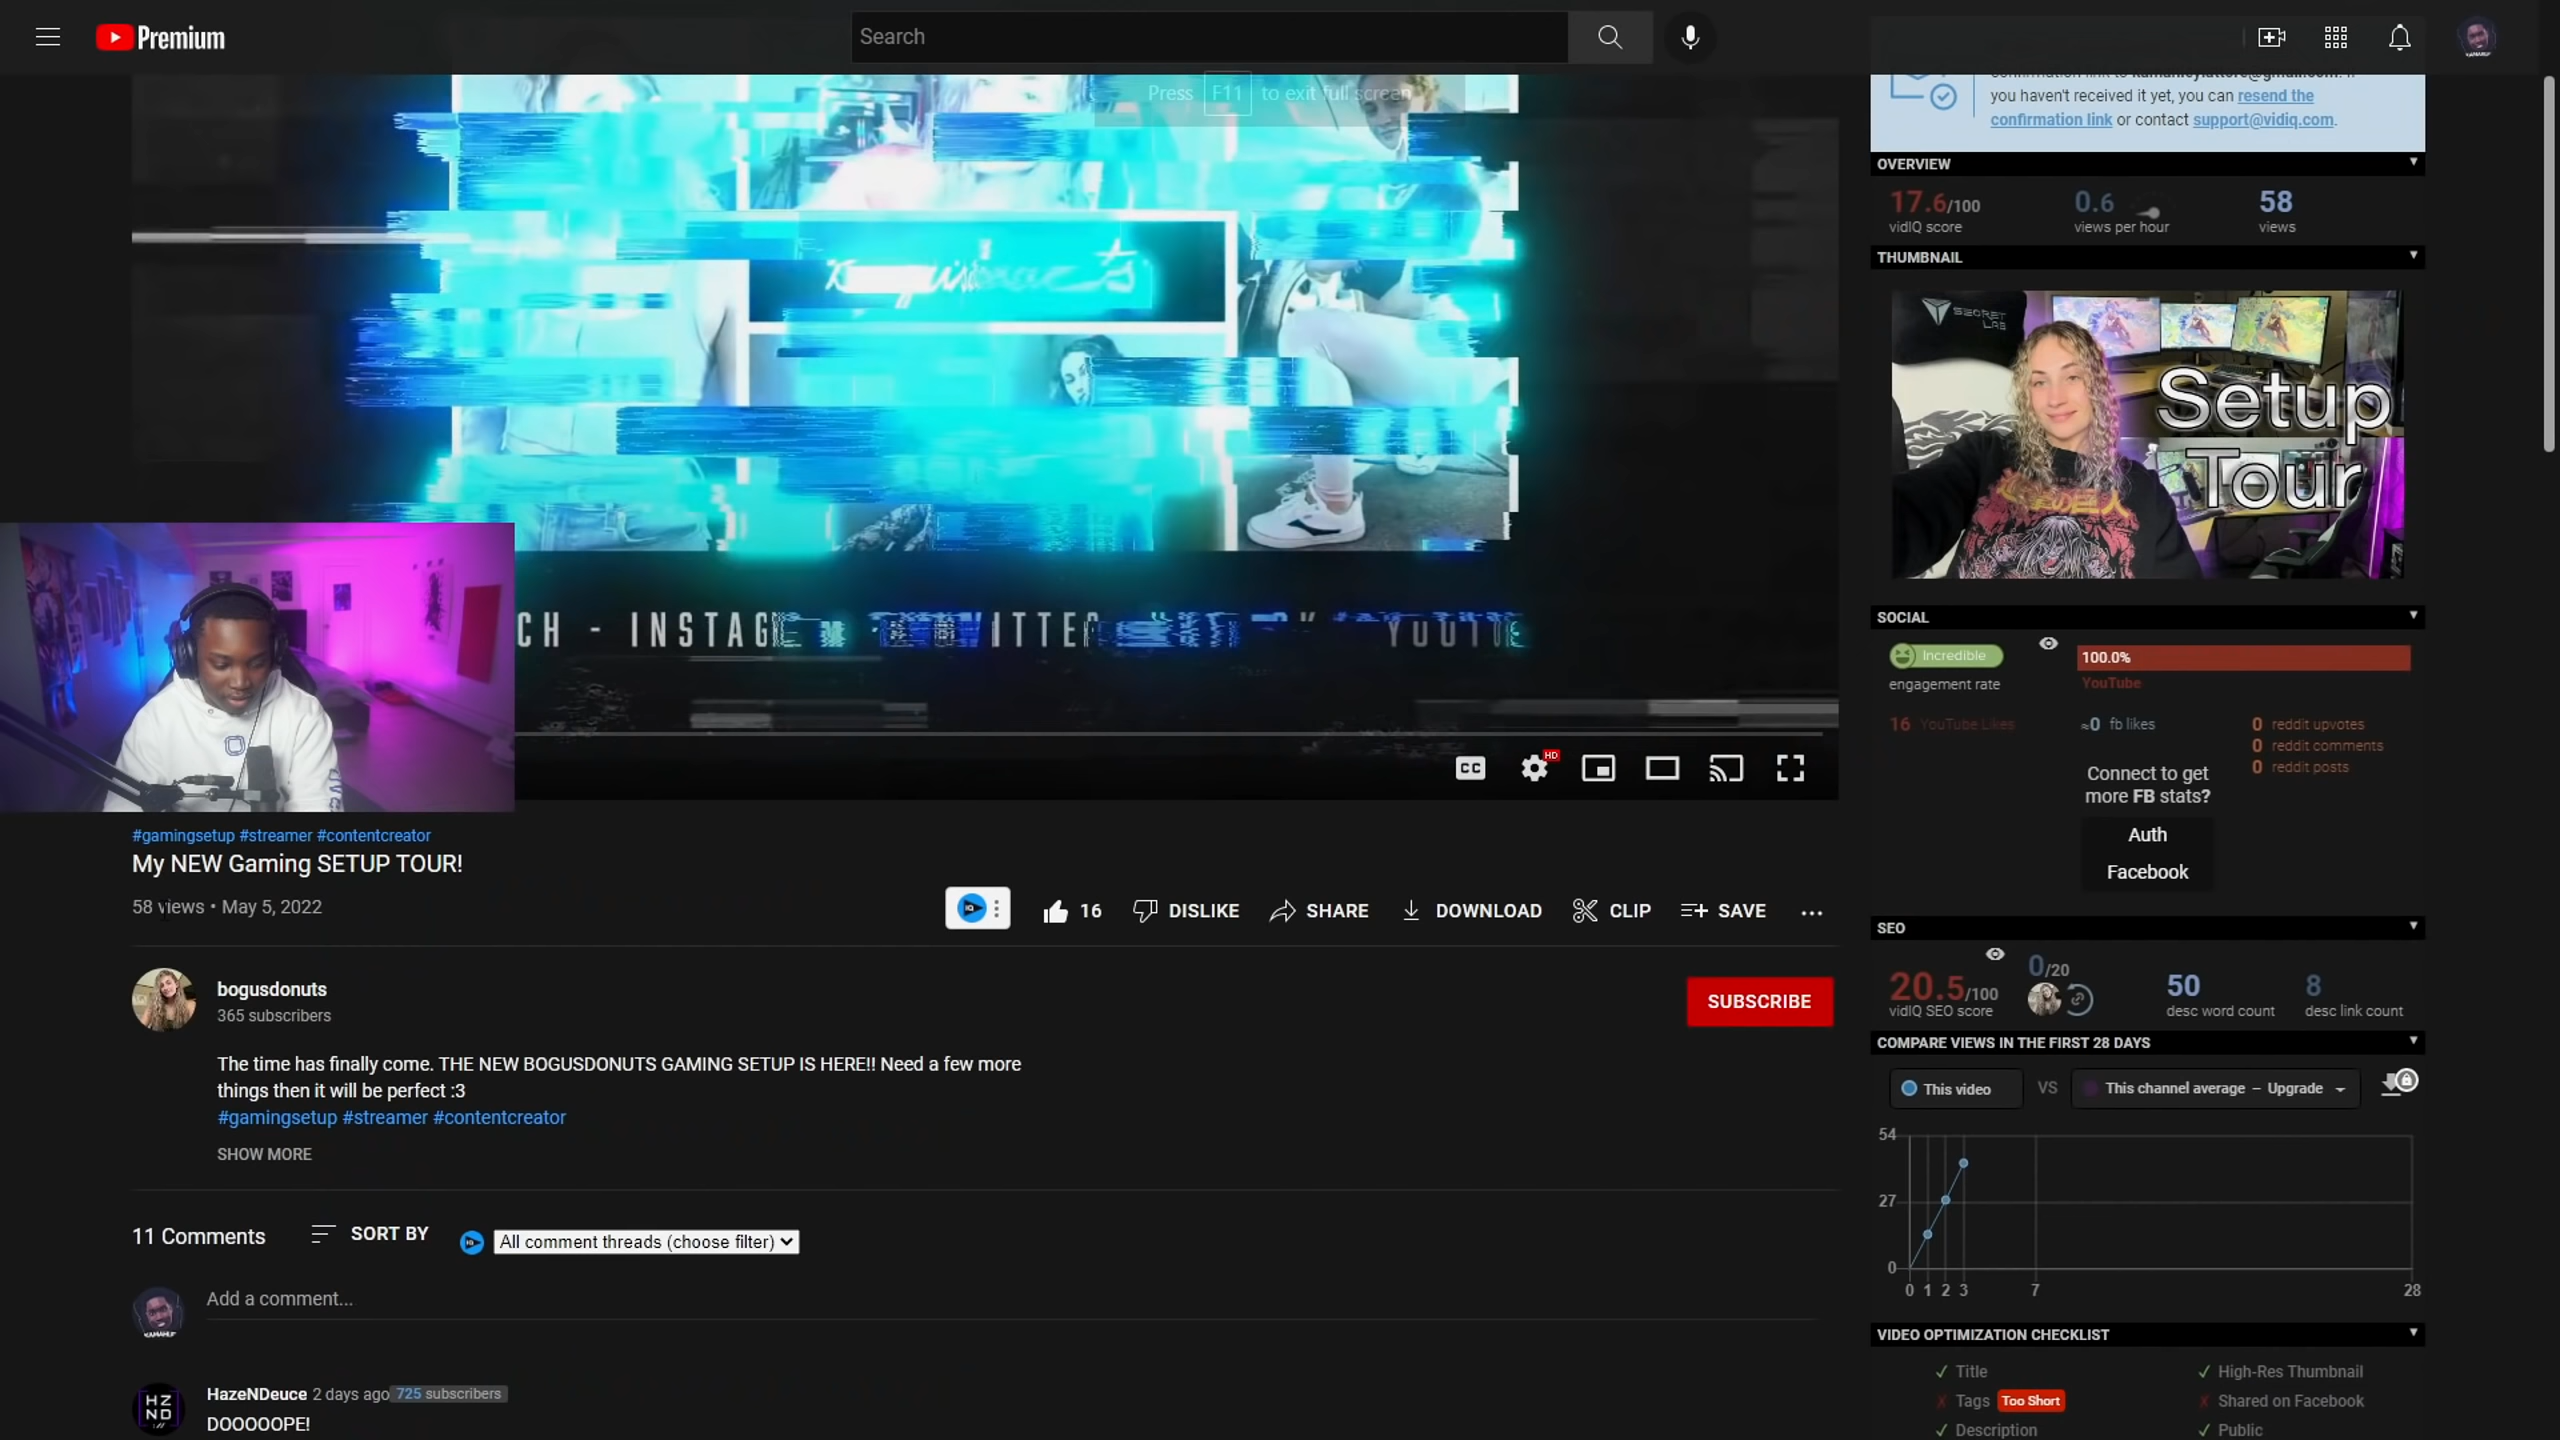 Premium
Search
Press F11 to exit full screen
you haven't received it yet, you can resend the
confirmation link or contact support@vidiq.com.
OVERVIEW
17.6/100
vidIQ score
0.6
views per hour
58
views
THUMBNAIL
SECRET LAB
Setup
Tour
SOCIAL
Incredible
engagement rate
100.0%
YouTube
16 YouTube Likes
≈0 fb likes
0 reddit upvotes
0 reddit comments
0 reddit posts
Connect to get
more FB stats?
Auth
Facebook
CC
HD
#gamingsetup #streamer #contentcreator
My NEW Gaming SETUP TOUR!
58 views • May 5, 2022
16
DISLIKE
SHARE
DOWNLOAD
CLIP
SAVE
bogusdonuts
365 subscribers
SUBSCRIBE
The time has finally come. THE NEW BOGUSDONUTS GAMING SETUP IS HERE!! Need a few more
things then it will be perfect :3
#gamingsetup #streamer #contentcreator
SHOW MORE
SEO
20.5/100
vidIQ SEO score
0/20
50
desc word count
8
desc link count
COMPARE VIEWS IN THE FIRST 28 DAYS
This video
VS
This channel average – Upgrade
54
27
0
0 1 2 3 7 28
11 Comments
SORT BY
All comment threads (choose filter)
Add a comment...
HZ
ND
HazeNDeuce 2 days ago 725 subscribers
DOOOOOPE!
VIDEO OPTIMIZATION CHECKLIST
✓ Title
✓ High-Res Thumbnail
✗ Tags Too Short
✗ Shared on Facebook
✓ Description
✓ Public